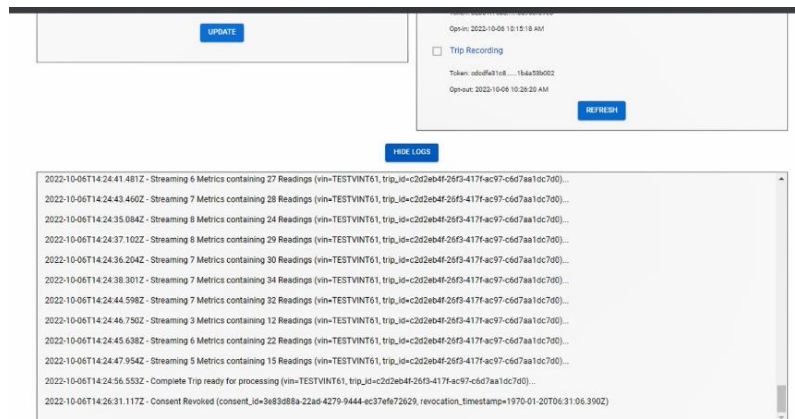 UPDATE
Opt-in: 2022-10-06 10:15:18 AM
Trip Recording
Opt-out: 2022-10-06 10:26:20 AM
REFRESH
HIDE LOGS
2022-10-06T14:24:41.481Z - Streaming 6 Metrics containing 27 Readings (vin=TESTVINT61, trip_id=c2d2eb4f-26f3-417f-ac97-c6d7aa1dc7d0)...
2022-10-06T14:24:43.460Z - Streaming 7 Metrics containing 28 Readings (vin=TESTVINT61, trip_id=c2d2eb4f-26f3-417f-ac97-c6d7aa1dc7d0)...
2022-10-06T14:24:35.084Z - Streaming 8 Metrics containing 24 Readings (vin=TESTVINT61, trip_id=c2d2eb4f-26f3-417f-ac97-c6d7aa1dc7d0)...
2022-10-06T14:24:37.102Z - Streaming 8 Metrics containing 29 Readings (vin=TESTVINT61, trip_id=c2d2eb4f-26f3-417f-ac97-c6d7aa1dc7d0)...
2022-10-06T14:24:36.204Z - Streaming 7 Metrics containing 30 Readings (vin=TESTVINT61, trip_id=c2d2eb4f-26f3-417f-ac97-c6d7aa1dc7d0)...
2022-10-06T14:24:38.301Z - Streaming 7 Metrics containing 34 Readings (vin=TESTVINT61, trip_id=c2d2eb4f-26f3-417f-ac97-c6d7aa1dc7d0)...
2022-10-06T14:24:44.598Z - Streaming 7 Metrics containing 32 Readings (vin=TESTVINT61, trip_id=c2d2eb4f-26f3-417f-ac97-c6d7aa1dc7d0)...
2022-10-06T14:24:46.750Z - Streaming 3 Metrics containing 12 Readings (vin=TESTVINT61, trip_id=c2d2eb4f-26f3-417f-ac97-c6d7aa1dc7d0)...
2022-10-06T14:24:45.638Z - Streaming 6 Metrics containing 22 Readings (vin=TESTVINT61, trip_id=c2d2eb4f-26f3-417f-ac97-c6d7aa1dc7d0)...
2022-10-06T14:24:47.954Z - Streaming 5 Metrics containing 15 Readings (vin=TESTVINT61, trip_id=c2d2eb4f-26f3-417f-ac97-c6d7aa1dc7d0)...
2022-10-06T14:24:56.553Z - Complete Trip ready for processing (vin=TESTVINT61, trip_id=c2d2eb4f-26f3-417f-ac97-c6d7aa1dc7d0)...
2022-10-06T14:26:31.117Z - Consent Revoked (consent_id=3e83d88a-22ad-4279-9444-ec37efe72629, revocation_timestamp=1970-01-20T06:31:06.390Z)